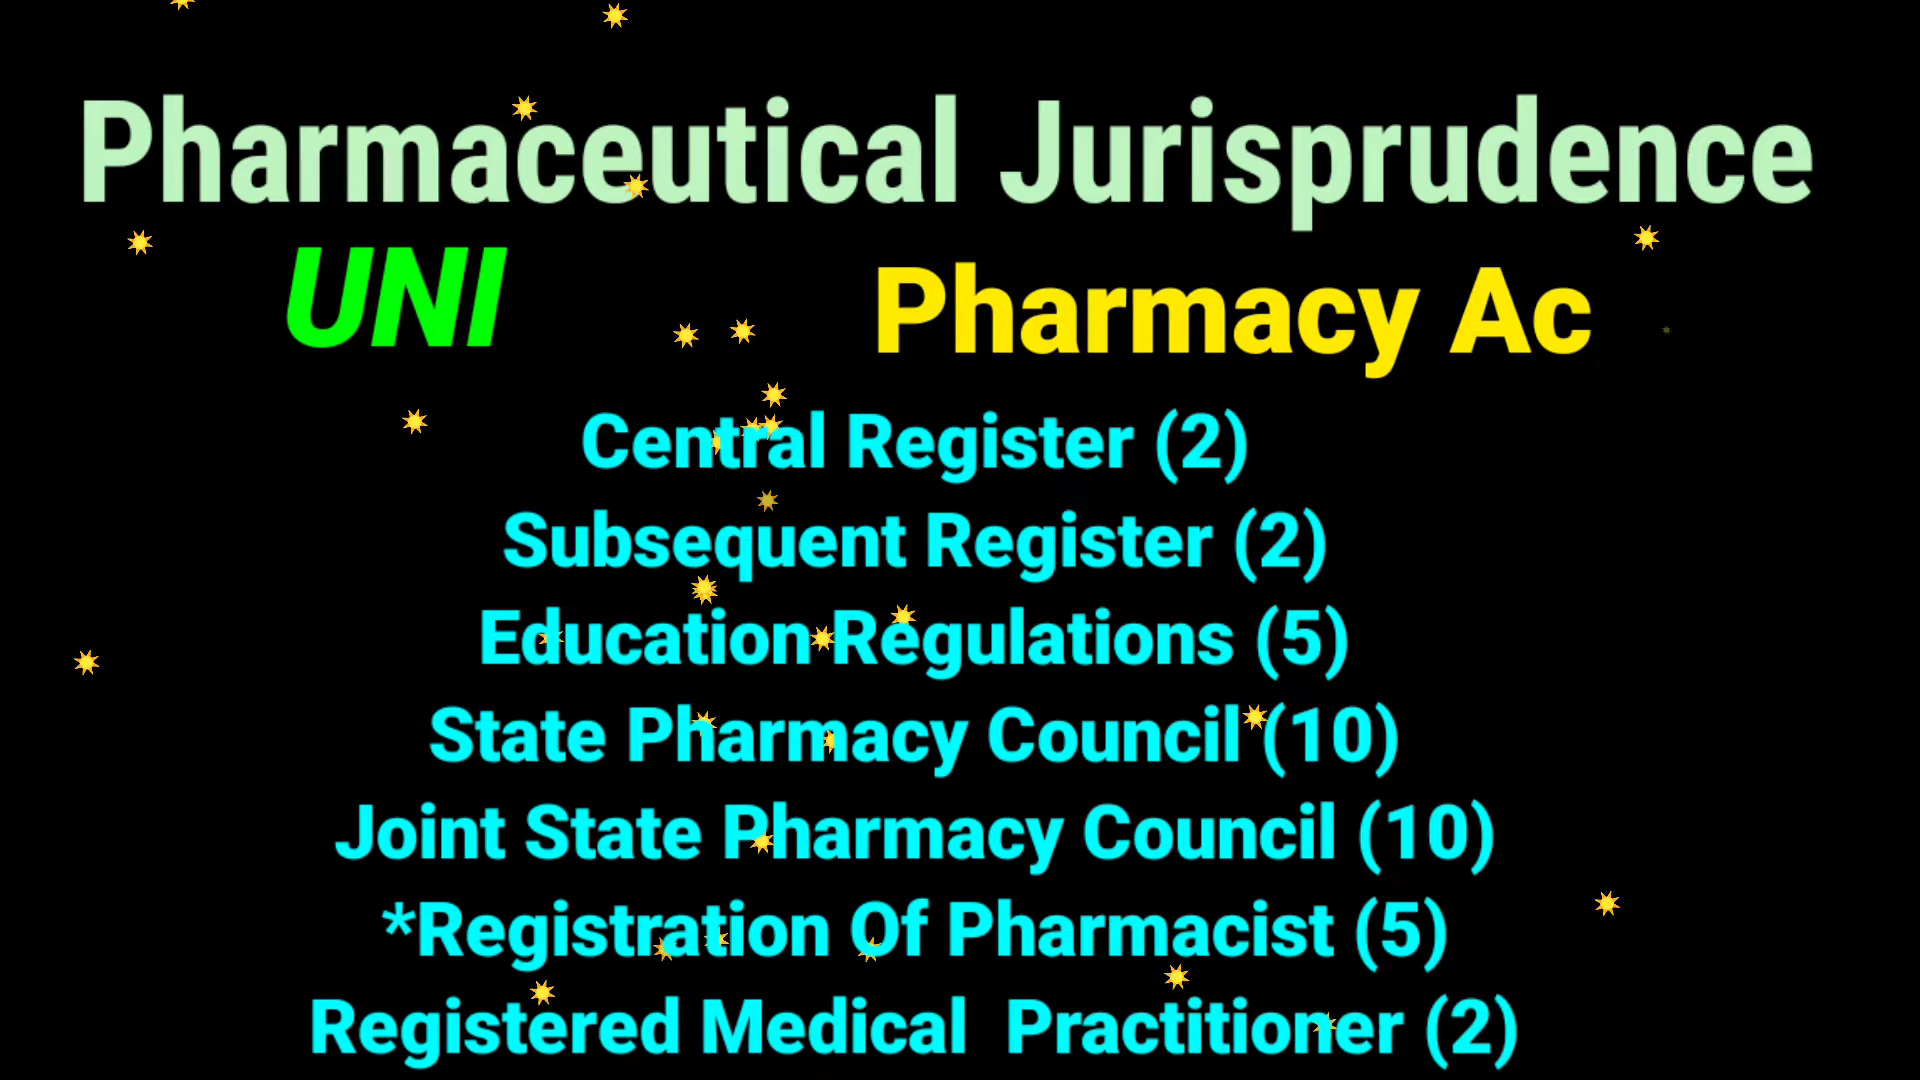 Pharmaceutical Jurisprudence
UNI Pharmacy Ac
Central Register (2)
Subsequent Register (2)
Education Regulations (5)
State Pharmacy Council (10)
Joint State Pharmacy Council (10)
*Registration Of Pharmacist (5)
Registered Medical Practitioner (2)